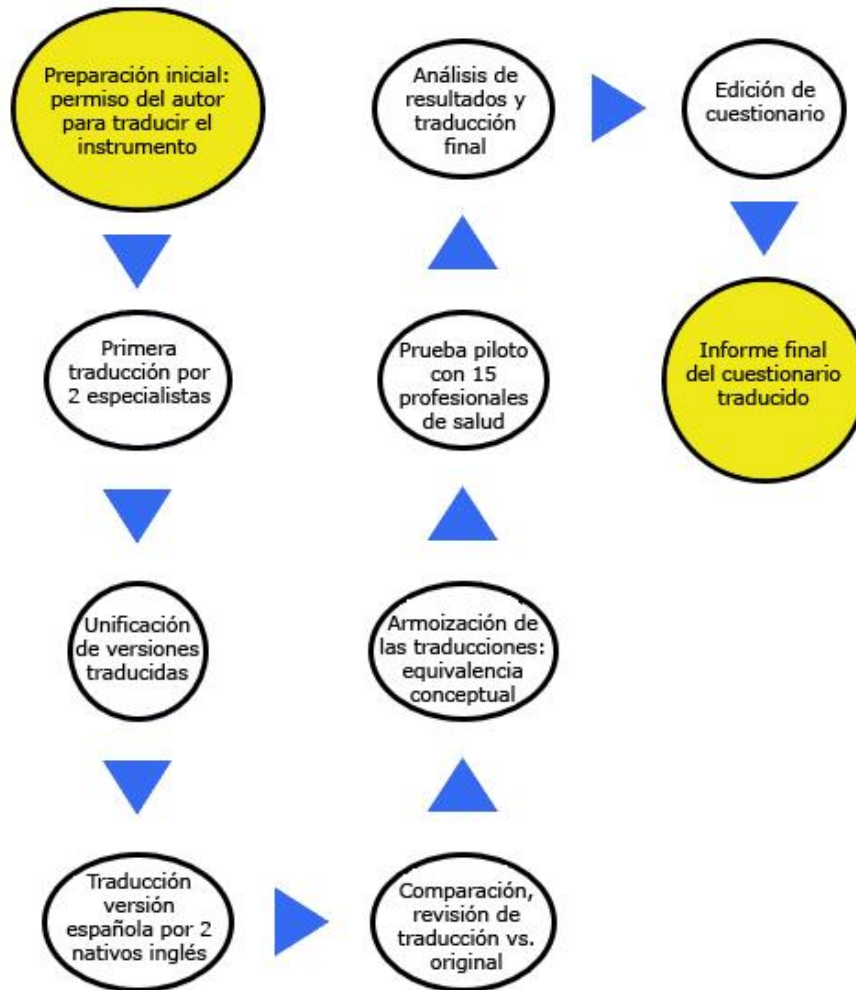 Preparación inicial:
permiso del autor
para traducir el
instrumento
Primera
traducción por
2 especialistas
Unificación
de versiones
traducidas
Traducción
versión
española por 2
nativos inglés
Comparación,
revisión de
traducción vs.
original
Armoización de
las traducciones:
equivalencia
conceptual
Prueba piloto
con 15
profesionales
de salud
Análisis de
resultados y
traducción
final
Edición de
cuestionario
Informe final
del cuestionario
traducido